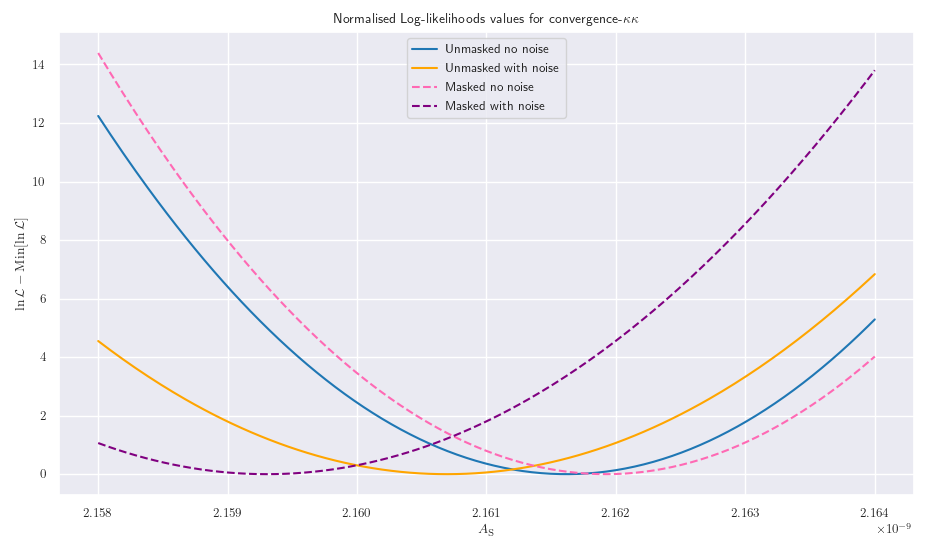 Normalised Log-likelihoods values for convergence-κκ
Unmasked no noise
Unmasked with noise
Masked no noise
Masked with noise
ln ℒ − Min[ln ℒ]
14
12
10
8
6
4
2
0
2.158 2.159 2.160 2.161 2.162 2.163 2.164
A_S
×10⁻⁹